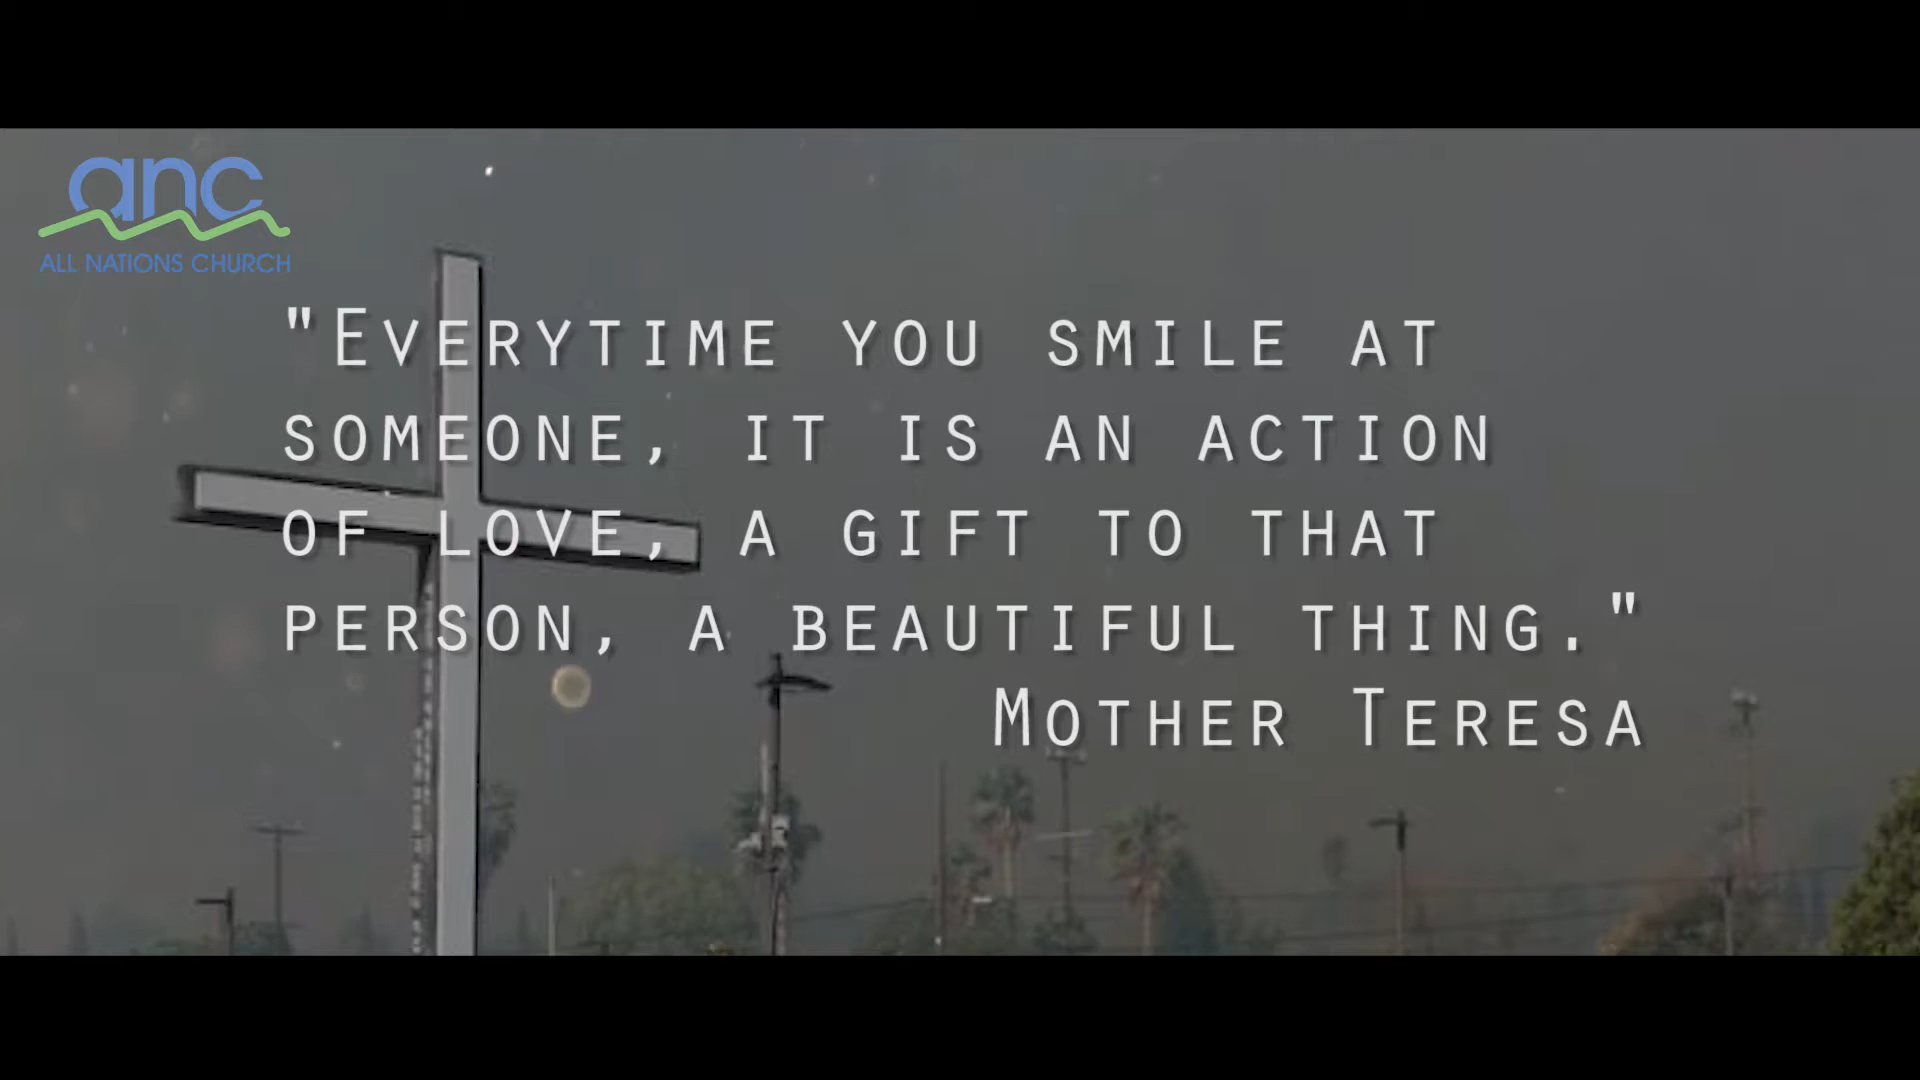 anc
ALL NATIONS CHURCH
"Everytime you smile at
someone, it is an action
of love, a gift to that
person, a beautiful thing."
Mother Teresa